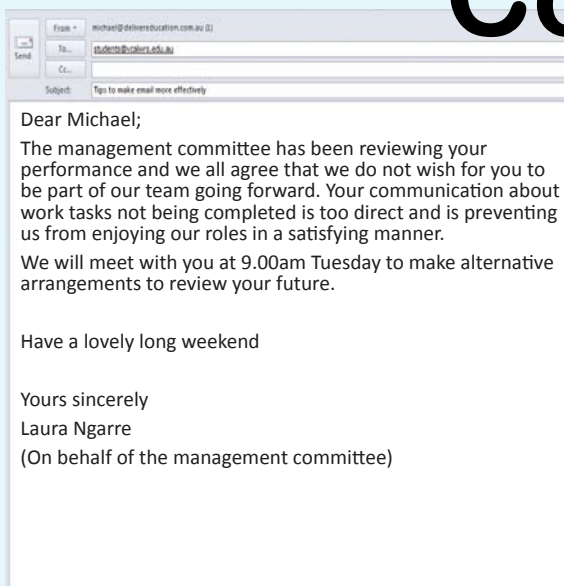 Co
From
michael@delivereducation.com.au (1)
Send
To...
students@vcalwrs.edu.au
Cc...
Subject:
Tips to make email more effectively
Dear Michael;
The management committee has been reviewing your
performance and we all agree that we do not wish for you to
be part of our team going forward. Your communication about
work tasks not being completed is too direct and is preventing
us from enjoying our roles in a satisfying manner.
We will meet with you at 9.00am Tuesday to make alternative
arrangements to review your future.
Have a lovely long weekend
Yours sincerely
Laura Ngarre
(On behalf of the management committee)